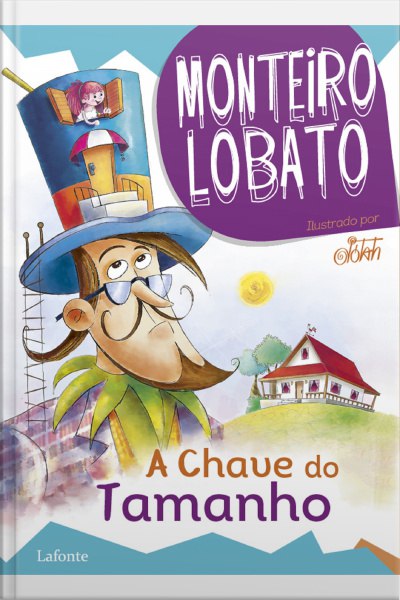 MONTEIRO
LOBATO
Ilustrado por
A Chave do
Tamanho
Lafonte